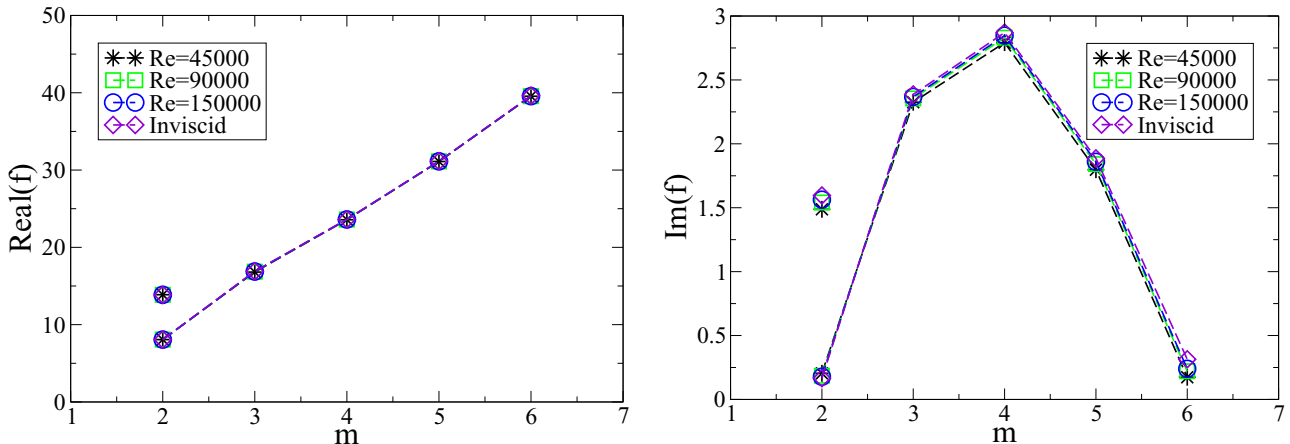 50
40
30
20
10
0
Real(f)
Re=45000
Re=90000
Re=150000
Inviscid
1 2 3 4 5 6 7
m
3
2.5
2
1.5
1
0.5
0
Im(f)
Re=45000
Re=90000
Re=150000
Inviscid
1 2 3 4 5 6 7
m